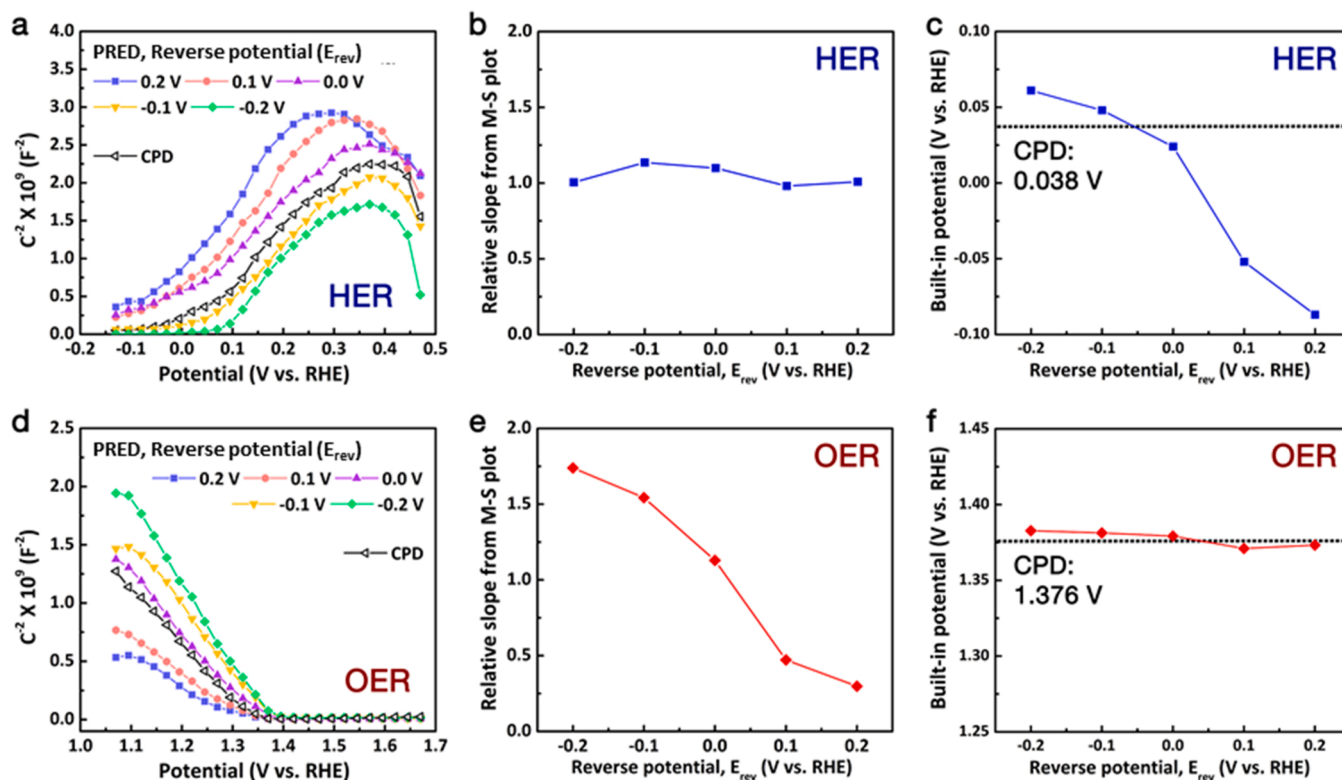 a
PRED, Reverse potential (E_rev)
0.2 V 0.1 V 0.0 V
-0.1 V -0.2 V
CPD
HER
C⁻² X 10⁹ (F⁻²)
4.0
3.5
3.0
2.5
2.0
1.5
1.0
0.5
0.0
-0.2 -0.1 0.0 0.1 0.2 0.3 0.4 0.5
Potential (V vs. RHE)
b
HER
Relative slope from M-S plot
2.0
1.5
1.0
0.5
0.0
-0.2 -0.1 0.0 0.1 0.2
Reverse potential, E_rev (V vs. RHE)
c
HER
CPD:
0.038 V
Built-in potential (V vs. RHE)
0.10
0.05
0.00
-0.05
-0.10
-0.2 -0.1 0.0 0.1 0.2
Reverse potential, E_rev (V vs. RHE)
d
PRED, Reverse potential (E_rev)
0.2 V 0.1 V 0.0 V
-0.1 V -0.2 V
CPD
OER
C⁻² X 10⁹ (F⁻²)
2.5
2.0
1.5
1.0
0.5
0.0
1.0 1.1 1.2 1.3 1.4 1.5 1.6 1.7
Potential (V vs. RHE)
e
OER
Relative slope from M-S plot
2.0
1.5
1.0
0.5
0.0
-0.2 -0.1 0.0 0.1 0.2
Reverse potential, E_rev (V vs. RHE)
f
OER
CPD:
1.376 V
Built-in potential (V vs. RHE)
1.45
1.40
1.35
1.30
1.25
-0.2 -0.1 0.0 0.1 0.2
Reverse potential, E_rev (V vs. RHE)